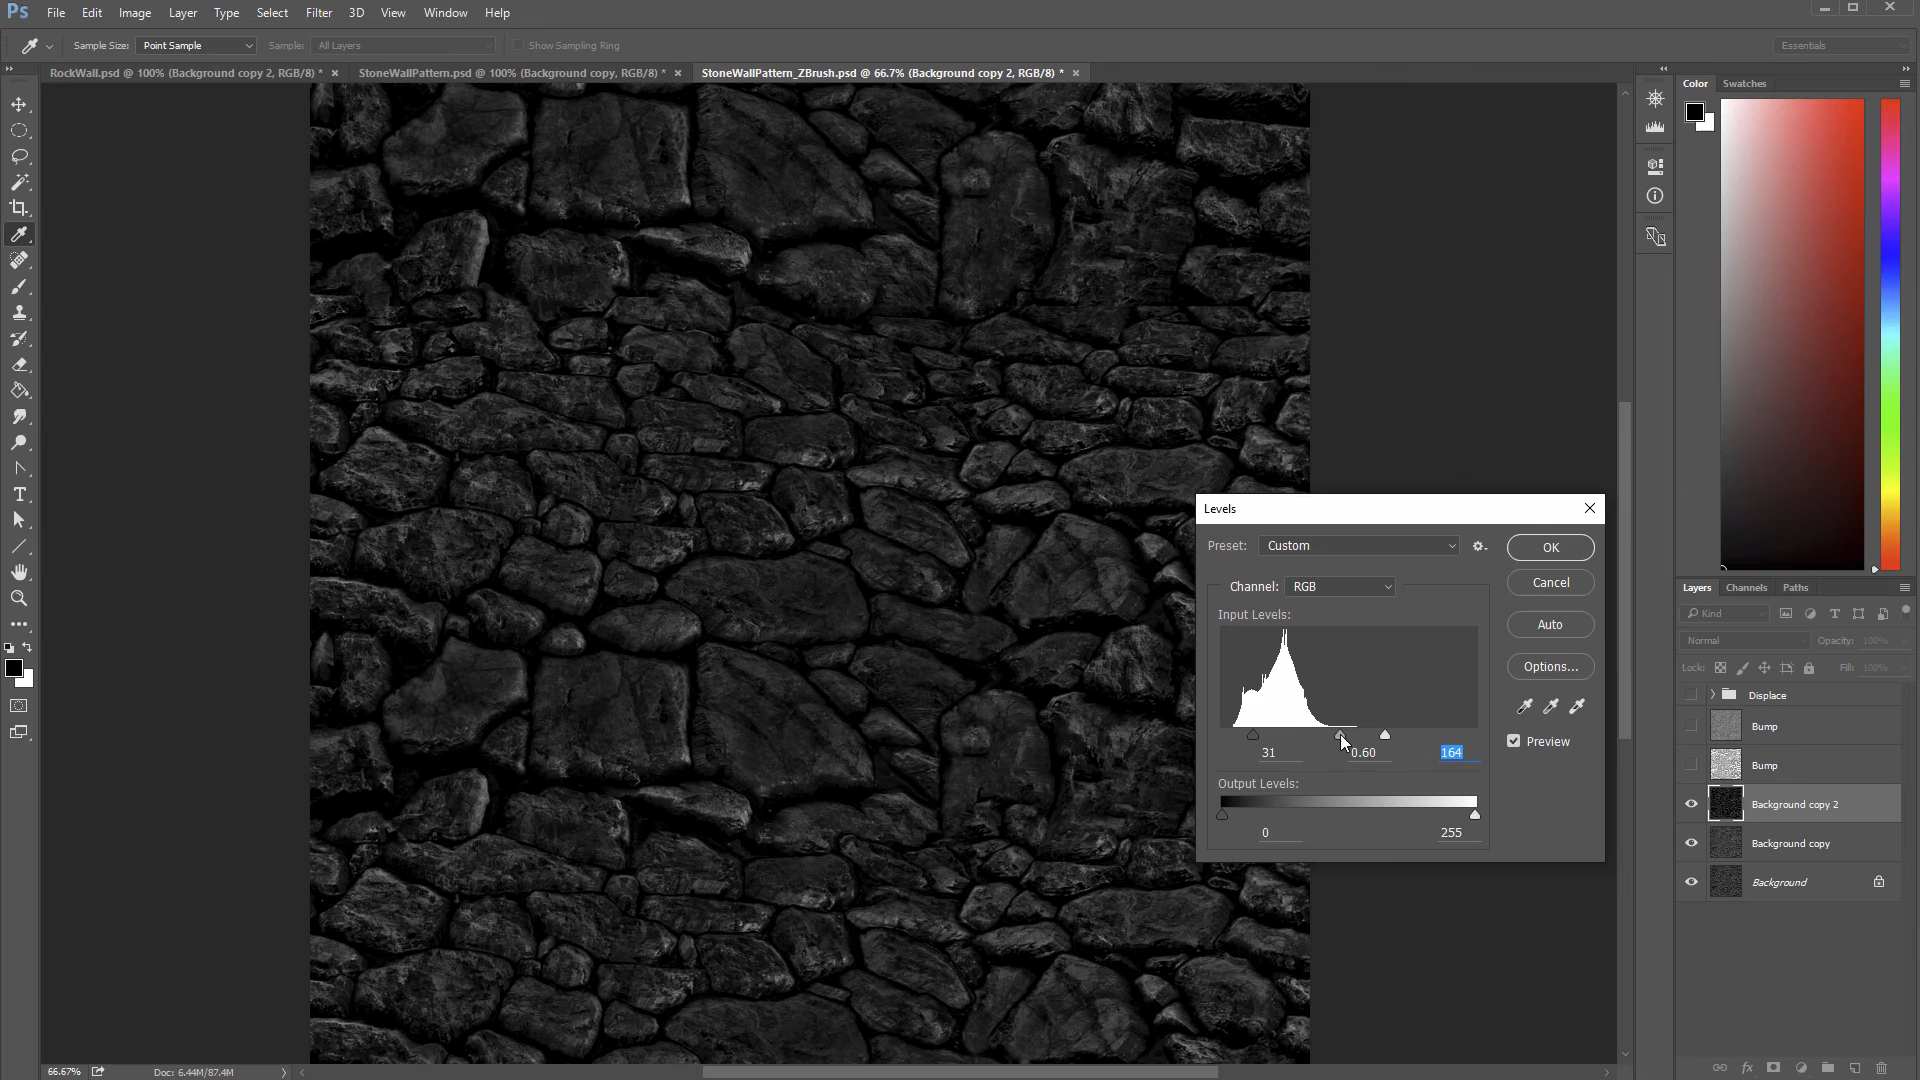 Ps File Edit Image Layer Type Select Filter 3D View Window Help
Sample Size: Point Sample Sample: All Layers Show Sampling Ring Essentials
RockWall.psd @ 100% (Background copy 2, RGB/8) * × StoneWallPattern.psd @ 100% (Background copy, RGB/8) * × StoneWallPattern_ZBrush.psd @ 66.7% (Background copy 2, RGB/8) * ×
Color Swatches
Levels
Preset: Custom
OK
Channel: RGB
Cancel
Input Levels:
Auto
Options...
31 0.60 164
Preview
Output Levels:
0 255
Layers Channels Paths
Kind
Normal Opacity: 100%
Lock: Fill: 100%
Displace
Bump
Bump
Background copy 2
Background copy
Background
66.67% Doc: 6.44M/87.4M